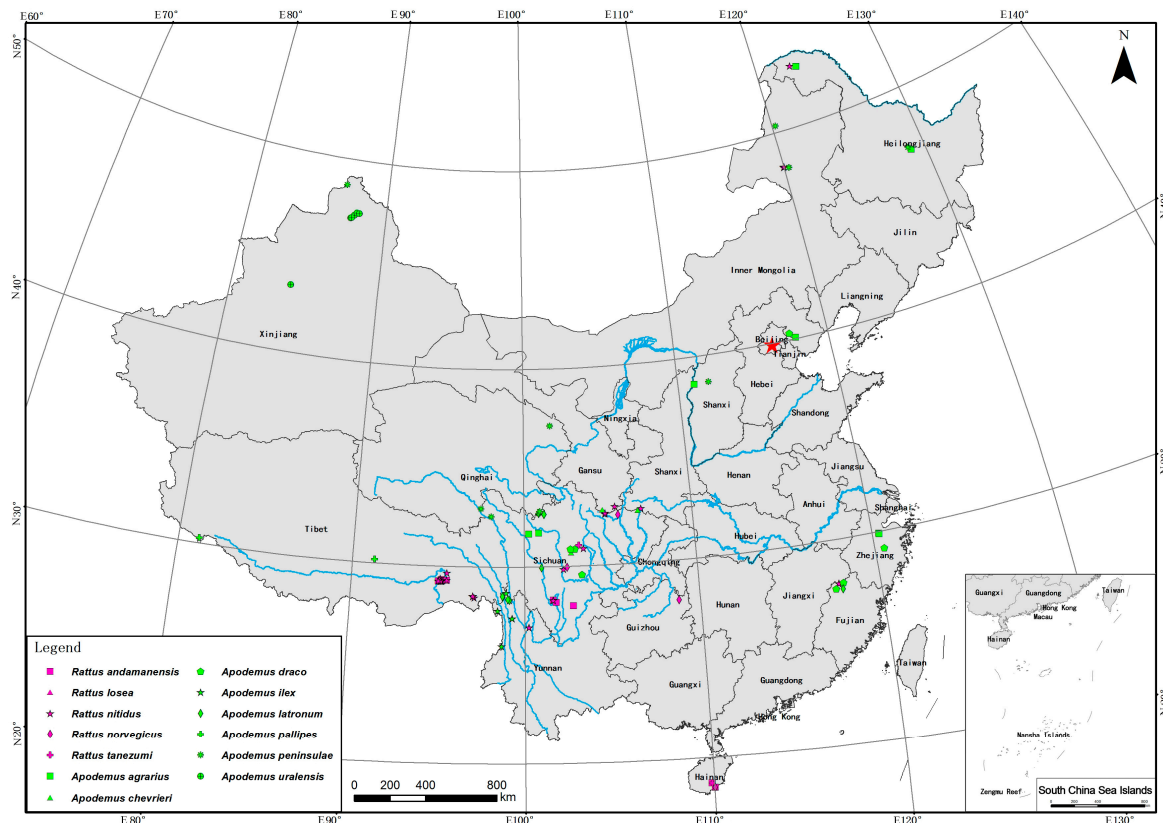 E60° E70° E80° E90° E100° E110° E120° E130° E140°
N
N50°
Heilongjiang
Jilin
Inner Mongolia
Liangning
N40°
Xinjiang
Beijing
Tianjin
Hebei
Shanxi
Shandong
Ningxia
Qinghai
Gansu
Shanxi
Henan
Jiangsu
Anhui
Shanghai
N30°
Tibet
Hubei
Sichuan
Chongqing
Zhejiang
Hunan
Jiangxi
Guizhou
Fujian
Yunnan
Guangxi
Guangdong
Taiwan
Hong Kong
Hainan
N20°
Legend
Rattus andamanensis
Rattus losea
Rattus nitidus
Rattus norvegicus
Rattus tanezumi
Apodemus agrarius
Apodemus chevrieri
Apodemus draco
Apodemus ilex
Apodemus latronum
Apodemus pallipes
Apodemus peninsulae
Apodemus uralensis
0 200 400 800
km
Guangxi
Guangdong
Taiwan
Hong Kong
Macau
Hainan
Nansha Islands
Zengmu Reef
South China Sea Islands
E80° E90° E100° E110° E120° E130°